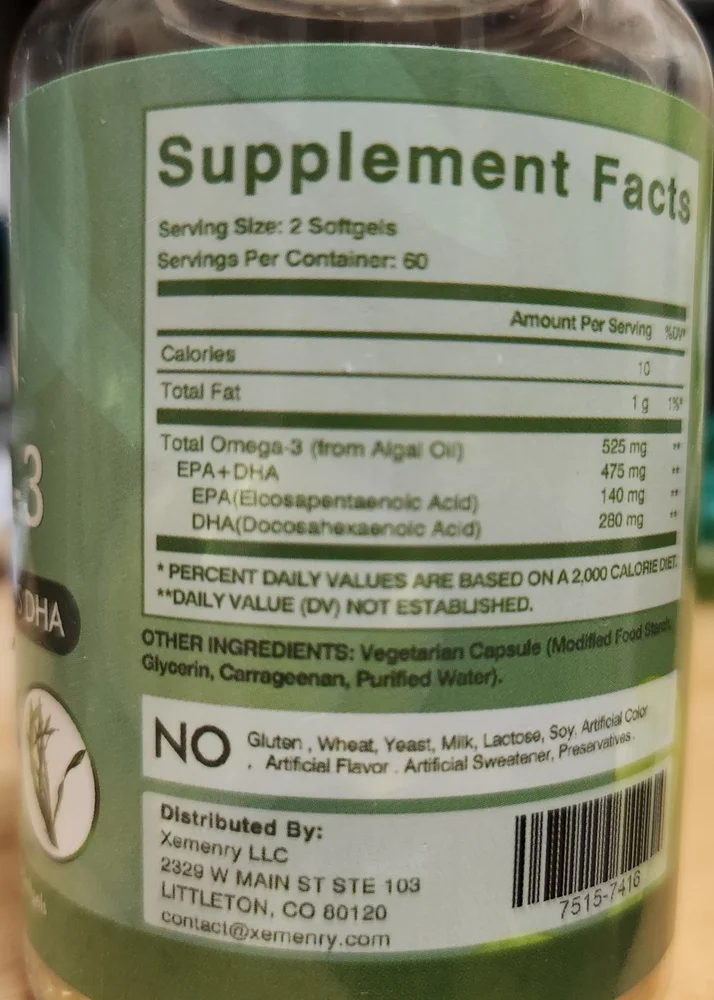 Supplement Facts
Serving Size: 2 Softgels
Servings Per Container: 60
Amount Per Serving %DV*
Calories 10
Total Fat 1 g 1%*
Total Omega-3 (from Algal Oil) 525 mg **
EPA+DHA 475 mg **
EPA(Eicosapentaenoic Acid) 140 mg **
DHA(Docosahexaenoic Acid) 280 mg **
* PERCENT DAILY VALUES ARE BASED ON A 2,000 CALORIE DIET.
**DAILY VALUE (DV) NOT ESTABLISHED.
OTHER INGREDIENTS: Vegetarian Capsule (Modified Food Starch,
Glycerin, Carrageenan, Purified Water).
NO Gluten , Wheat, Yeast, Milk, Lactose, Soy, Artificial Color
, Artificial Flavor . Artificial Sweetener, Preservatives.
Distributed By:
Xemenry LLC
2329 W MAIN ST STE 103
LITTLETON, CO 80120
contact@xemenry.com
7515-7416
-3
DHA